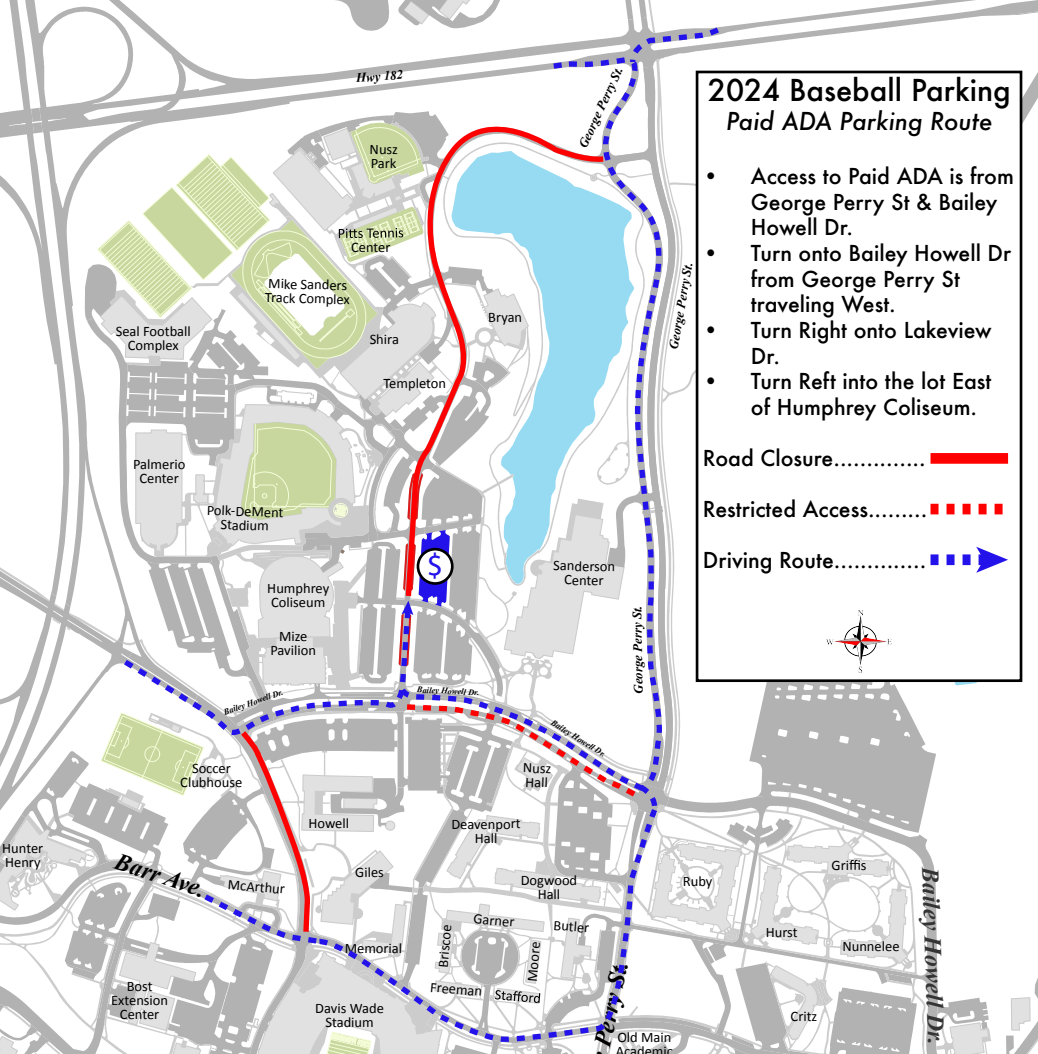 Hwy 182
George Perry St.
2024 Baseball Parking
Paid ADA Parking Route
• Access to Paid ADA is from
George Perry St & Bailey
Howell Dr.
• Turn onto Bailey Howell Dr
from George Perry St
traveling West.
• Turn Right onto Lakeview
Dr.
• Turn Reft into the lot East
of Humphrey Coliseum.
Road Closure..............
Restricted Access.........
Driving Route..............
N
W
E
S
Nusz
Park
Pitts Tennis
Center
Mike Sanders
Track Complex
George Perry St.
Bryan
Seal Football
Complex
Shira
Templeton
Palmerio
Center
Polk-DeMent
Stadium
$
Sanderson
Center
Humphrey
Coliseum
Mize
Pavilion
George Perry St.
Bailey Howell Dr.
Bailey Howell Dr.
Bailey Howell Dr.
Soccer
Clubhouse
Nusz
Hall
Howell
Deavenport
Hall
Hunter
Henry
Barr Ave.
McArthur
Giles
Dogwood
Hall
Ruby
Griffis
Bailey Howell Dr.
Garner
Butler
Briscoe
Moore
Hurst
Nunnelee
Memorial
Freeman
Stafford
Perry St.
Bost
Extension
Center
Davis Wade
Stadium
Critz
Old Main
Academic